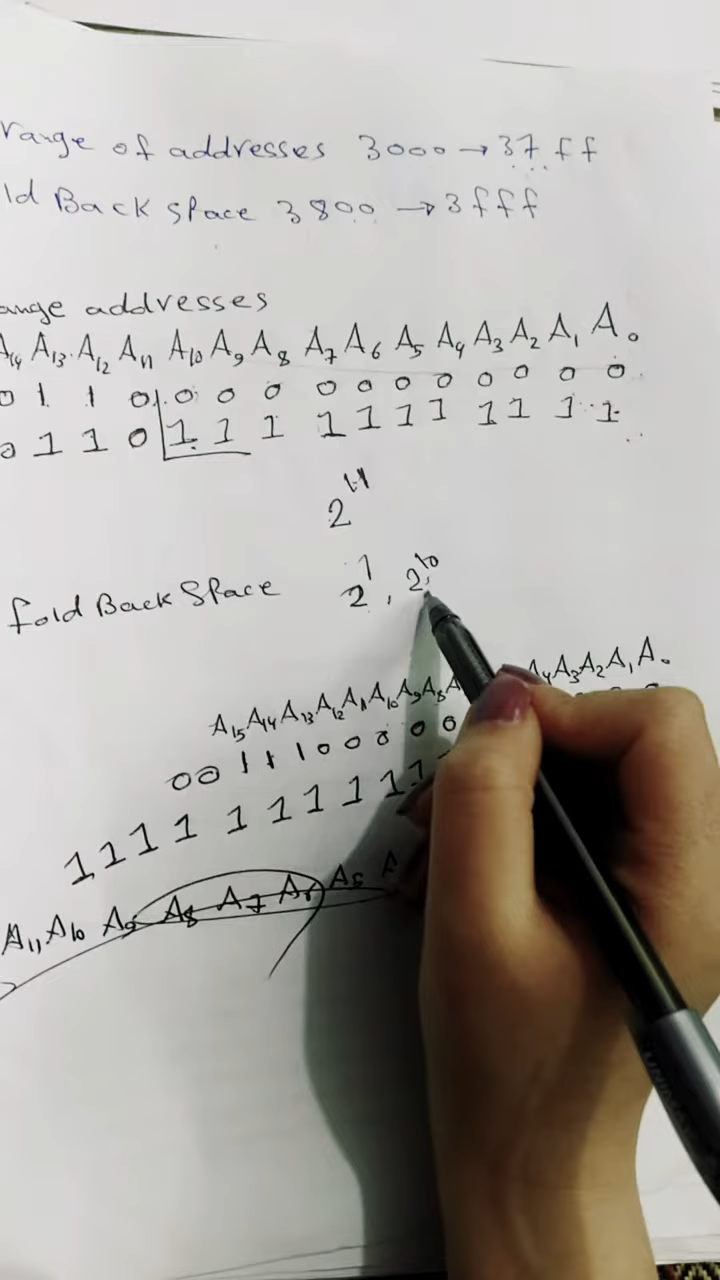 range of addresses 3000 → 37ff
ld Back space 3800 → 3fff
ange addresses
A14 A13 A12 A11 A10 A9 A8 A7 A6 A5 A4 A3 A2 A1 A0
0 1 1 0 0 0 0 0 0 0 0 0 0 0 0
0 1 1 0 1 1 1 1 1 1 1 1 1 1 1
2^11
fold Back Space 2^1, 2^10
A15 A14 A13 A12 A11 A10 A9 A8 A A4 A3 A2 A1 A0
0 0 1 1 1 0 0 0 0 0
1 1 1 1 1 1 1 1 1 1
A11 A10 A9 A8 A7 A6 A5 A